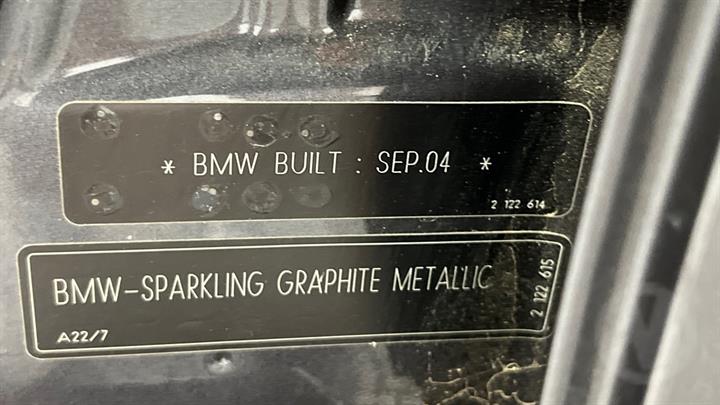 * BMW BUILT : SEP.04 *
2 122 614
BMW-SPARKLING GRAPHITE METALLIC
A22/7
2 122 615